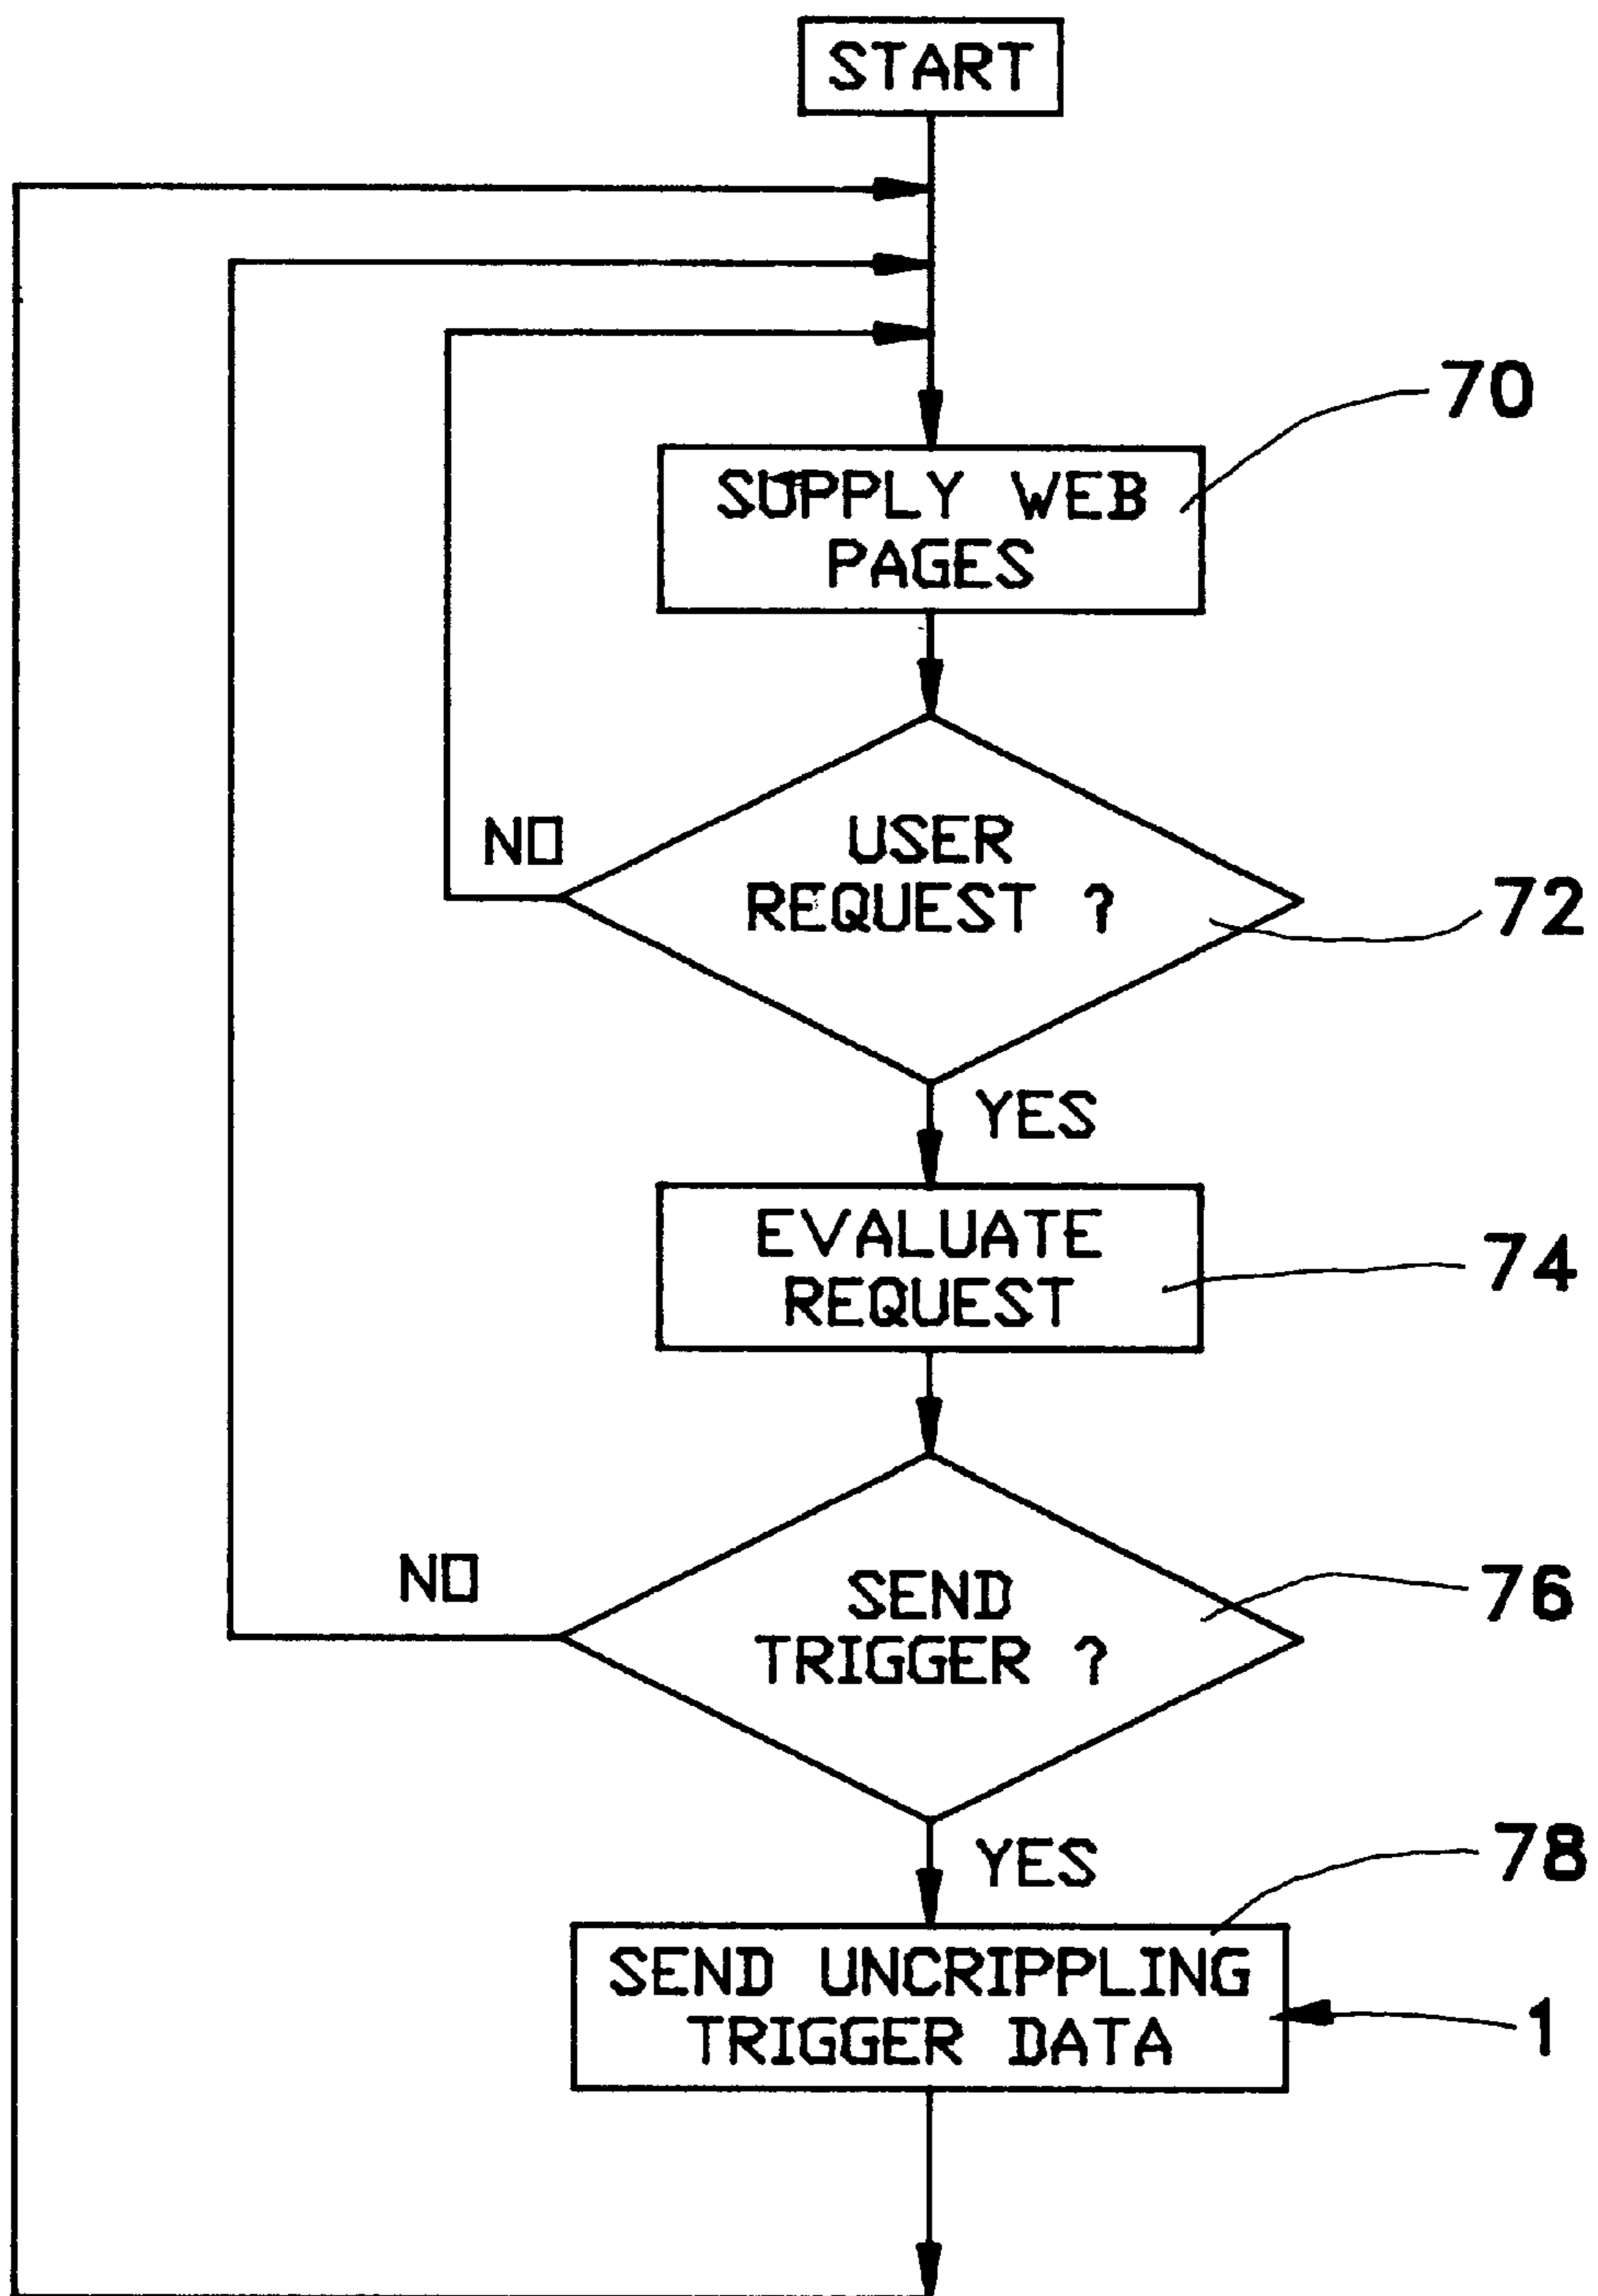 START
70
SUPPLY WEB
PAGES
NO
USER
REQUEST ?
72
YES
EVALUATE
REQUEST
74
NO
SEND
TRIGGER ?
76
YES
78
SEND UNCRIPPLING
TRIGGER DATA
1